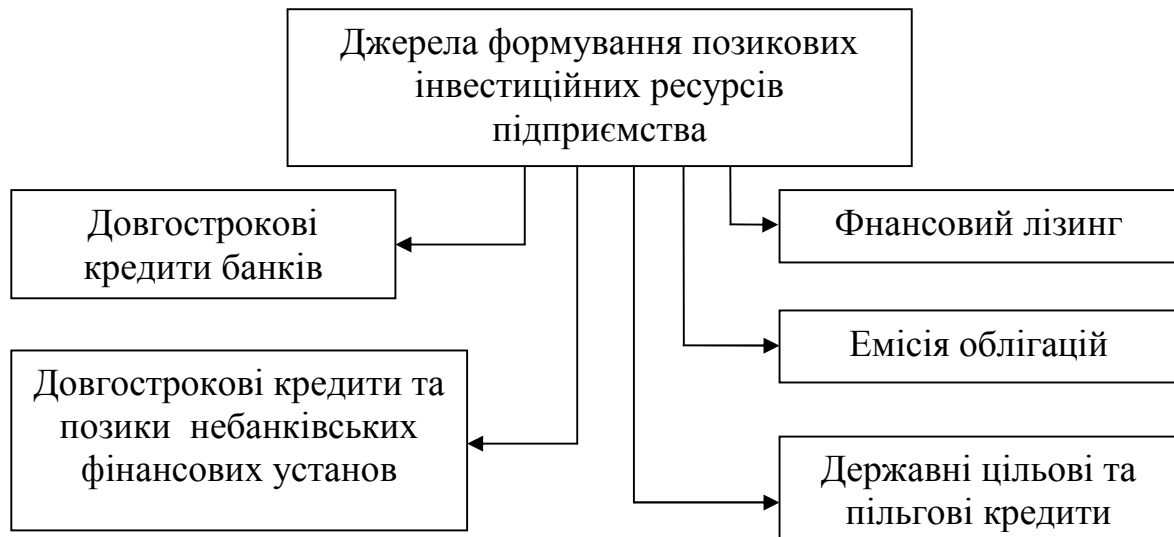 Джерела формування позикових
інвестиційних ресурсів
підприємства
Довгострокові
кредити банків
Довгострокові кредити та
позики небанківських
фінансових установ
Фнансовий лізинг
Емісія облігацій
Державні цільові та
пільгові кредити